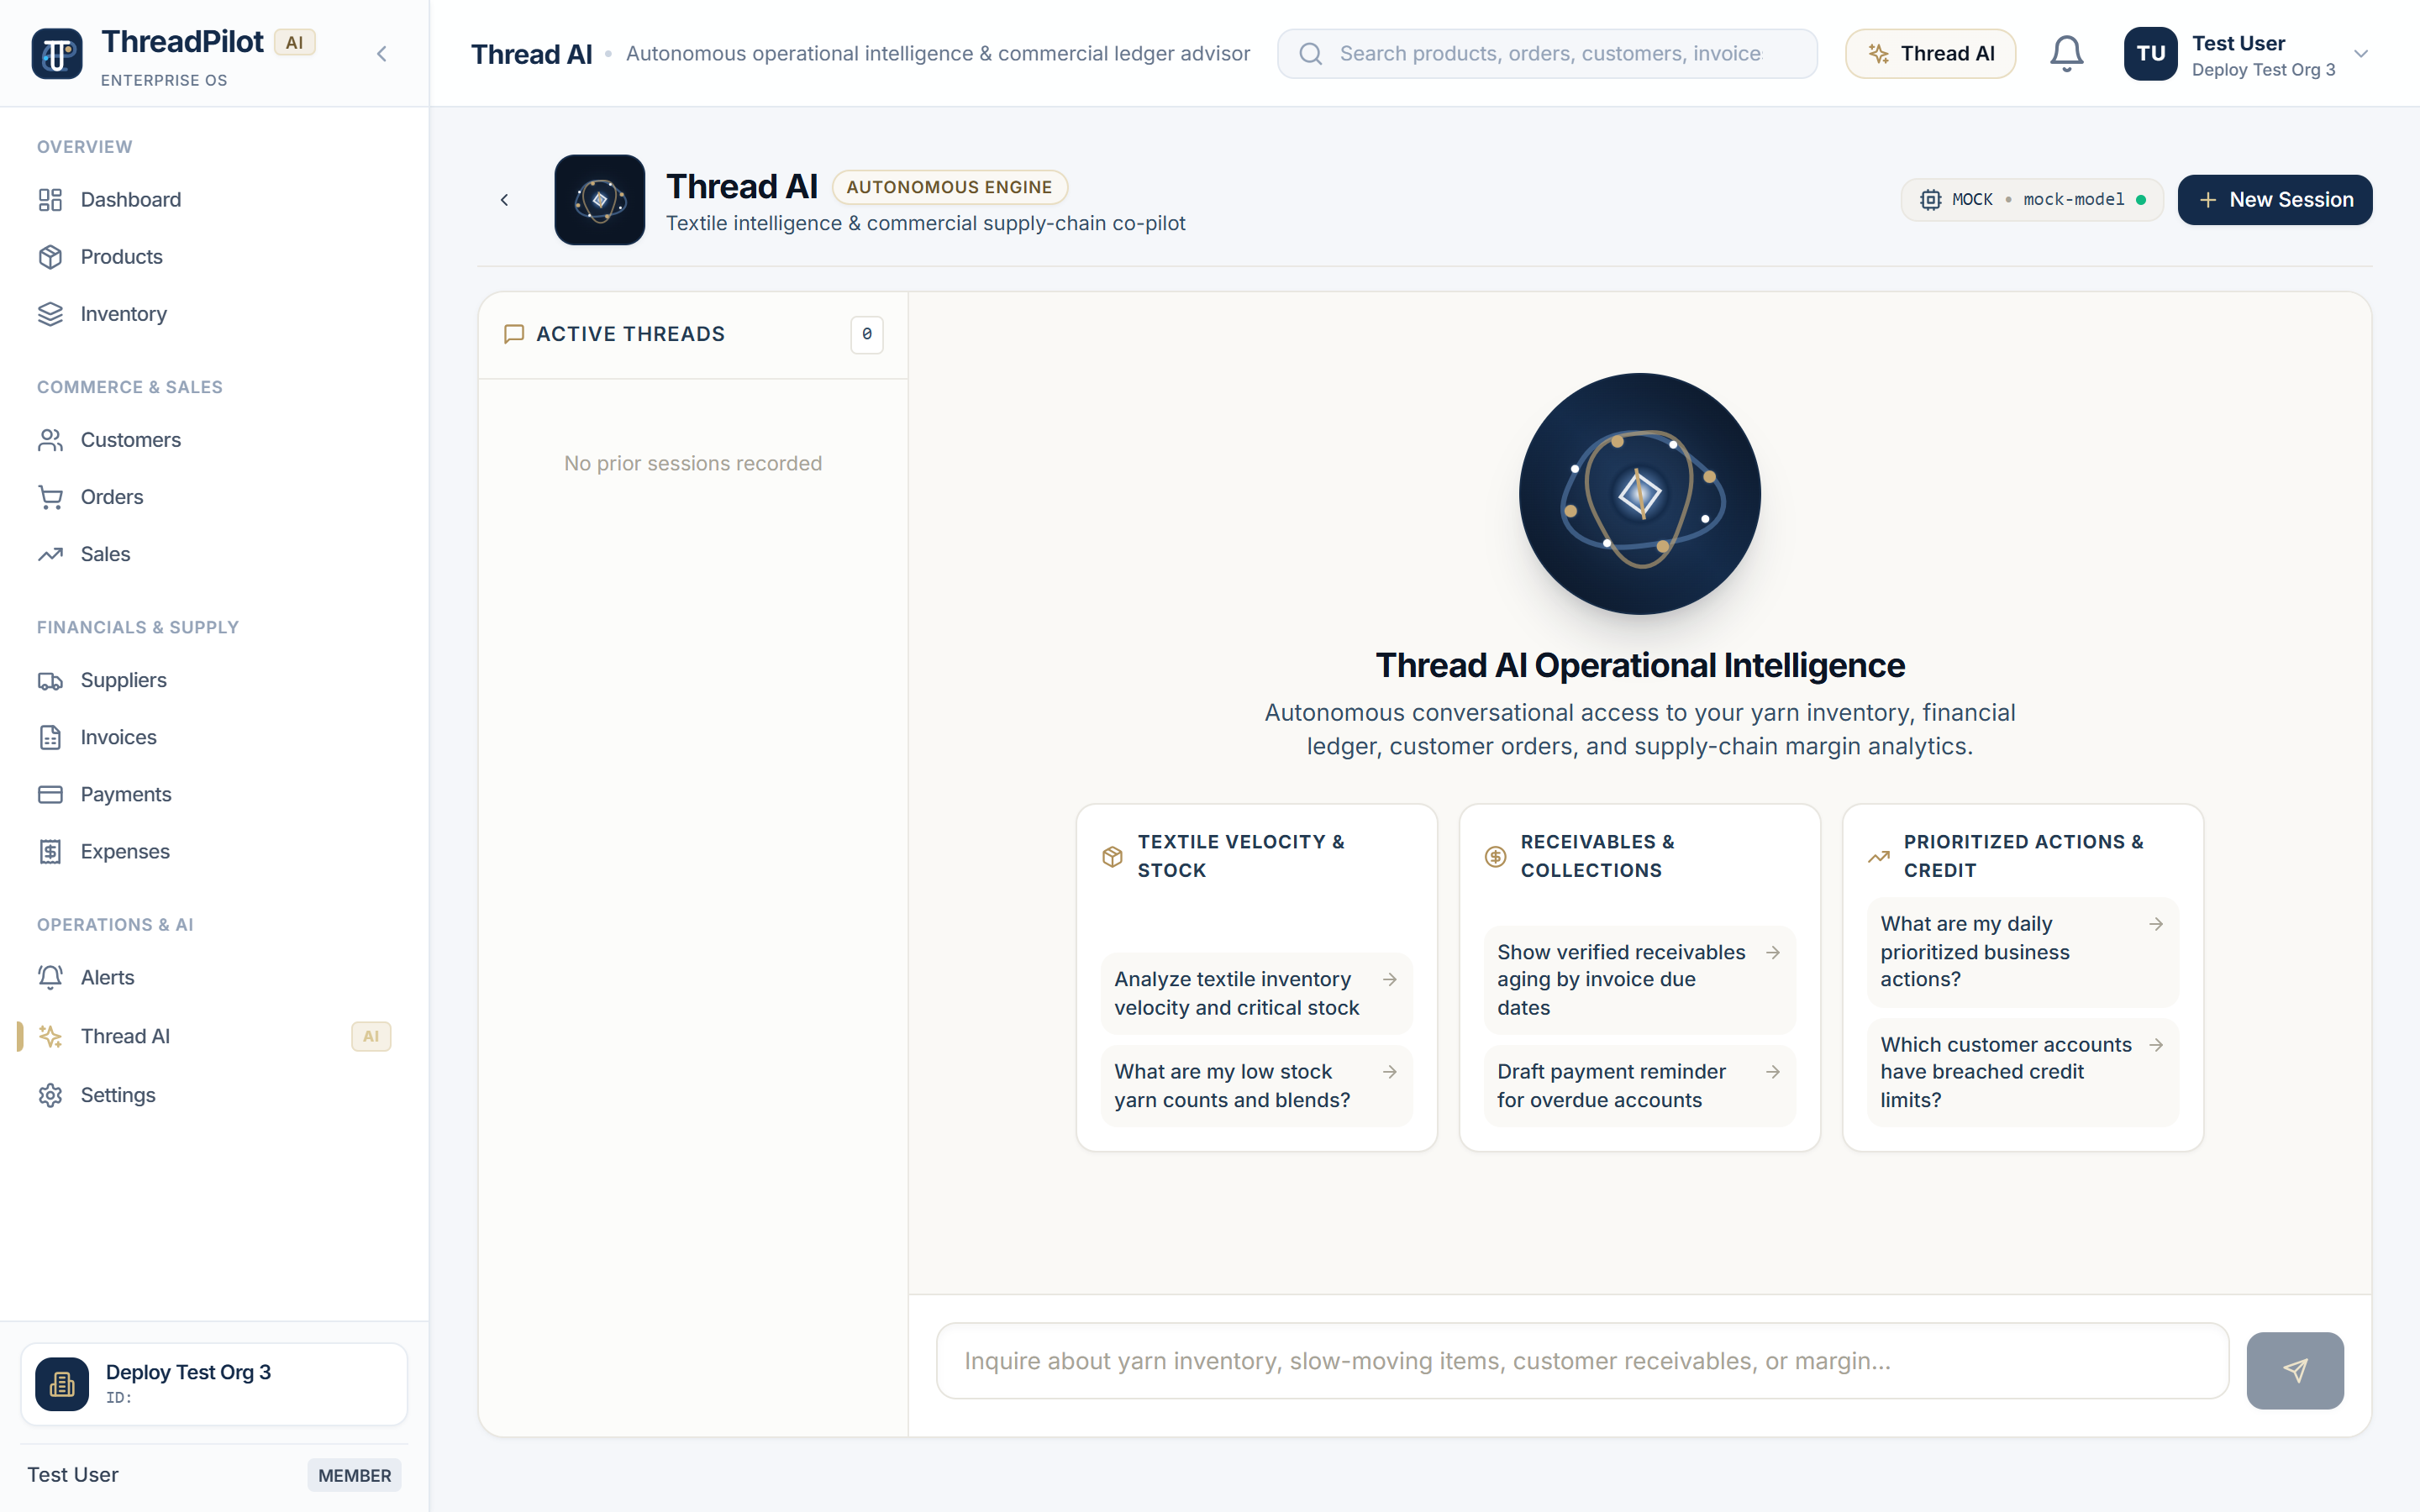 ThreadPilot AI
ENTERPRISE OS
OVERVIEW
Dashboard
Products
Inventory
COMMERCE & SALES
Customers
Orders
Sales
FINANCIALS & SUPPLY
Suppliers
Invoices
Payments
Expenses
OPERATIONS & AI
Alerts
Thread AI AI
Settings
Deploy Test Org 3
ID:
Test User MEMBER
Thread AI • Autonomous operational intelligence & commercial ledger advisor
Search products, orders, customers, invoice
Thread AI
TU
Test User
Deploy Test Org 3
Thread AI AUTONOMOUS ENGINE
Textile intelligence & commercial supply-chain co-pilot
MOCK • mock-model
New Session
ACTIVE THREADS 0
No prior sessions recorded
Thread AI Operational Intelligence
Autonomous conversational access to your yarn inventory, financial
ledger, customer orders, and supply-chain margin analytics.
TEXTILE VELOCITY &
STOCK
Analyze textile inventory
velocity and critical stock
What are my low stock
yarn counts and blends?
RECEIVABLES &
COLLECTIONS
Show verified receivables
aging by invoice due
dates
Draft payment reminder
for overdue accounts
PRIORITIZED ACTIONS &
CREDIT
What are my daily
prioritized business
actions?
Which customer accounts
have breached credit
limits?
Inquire about yarn inventory, slow-moving items, customer receivables, or margin...